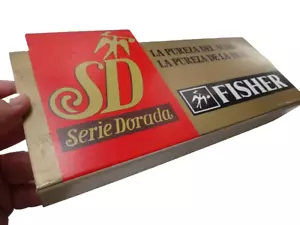 SD
Serie Dorada
LA PUREZA DEL
LA PUREZA DE LA
FISHER